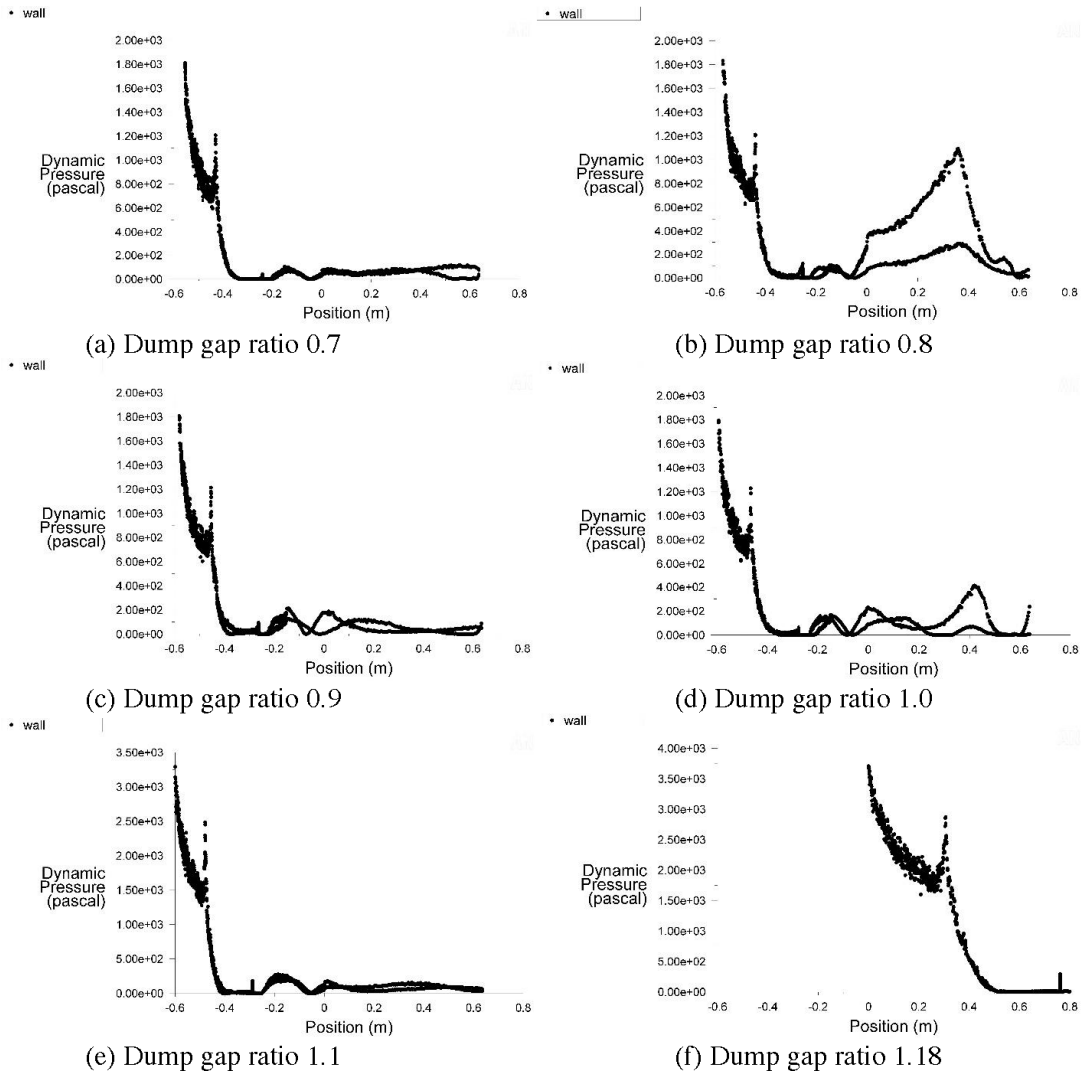 • wall
2.00e+03
1.80e+03
1.60e+03
1.40e+03
1.20e+03
1.00e+03
8.00e+02
6.00e+02
4.00e+02
2.00e+02
0.00e+00
Dynamic
Pressure
(pascal)
-0.6 -0.4 -0.2 0 0.2 0.4 0.6 0.8
Position (m)
(a) Dump gap ratio 0.7
• wall
2.00e+03
1.80e+03
1.60e+03
1.40e+03
1.20e+03
1.00e+03
8.00e+02
6.00e+02
4.00e+02
2.00e+02
0.00e+00
Dynamic
Pressure
(pascal)
-0.6 -0.4 -0.2 0 0.2 0.4 0.6 0.8
Position (m)
(b) Dump gap ratio 0.8
• wall
2.00e+03
1.80e+03
1.60e+03
1.40e+03
1.20e+03
1.00e+03
8.00e+02
6.00e+02
4.00e+02
2.00e+02
0.00e+00
Dynamic
Pressure
(pascal)
-0.6 -0.4 -0.2 0 0.2 0.4 0.6 0.8
Position (m)
(c) Dump gap ratio 0.9
• wall
2.00e+03
1.80e+03
1.60e+03
1.40e+03
1.20e+03
1.00e+03
8.00e+02
6.00e+02
4.00e+02
2.00e+02
0.00e+00
Dynamic
Pressure
(pascal)
-0.6 -0.4 -0.2 0 0.2 0.4 0.6 0.8
Position (m)
(d) Dump gap ratio 1.0
• wall
3.50e+03
3.00e+03
2.50e+03
2.00e+03
1.50e+03
1.00e+03
5.00e+02
0.00e+00
Dynamic
Pressure
(pascal)
-0.6 -0.4 -0.2 0 0.2 0.4 0.6 0.8
Position (m)
(e) Dump gap ratio 1.1
• wall
4.00e+03
3.50e+03
3.00e+03
2.50e+03
2.00e+03
1.50e+03
1.00e+03
5.00e+02
0.00e+00
Dynamic
Pressure
(pascal)
-0.6 -0.4 -0.2 0 0.2 0.4 0.6 0.8
Position (m)
(f) Dump gap ratio 1.18